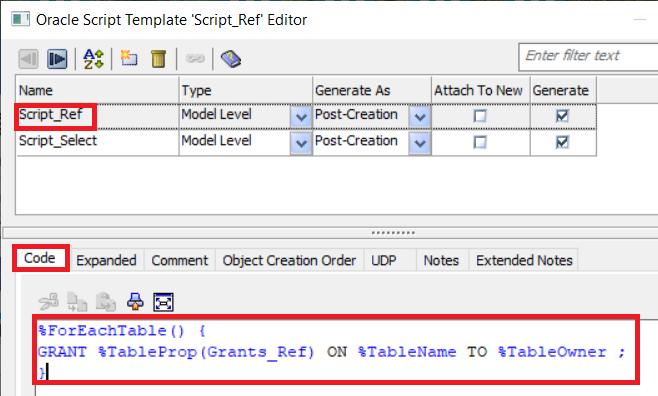 Oracle Script Template 'Script_Ref' Editor
Enter filter text
Name Type Generate As Attach To New Generate
Script_Ref Model Level Post-Creation
Script_Select Model Level Post-Creation
Code Expanded Comment Object Creation Order UDP Notes Extended Notes
%ForEachTable() {
GRANT %TableProp(Grants_Ref) ON %TableName TO %TableOwner ;
}